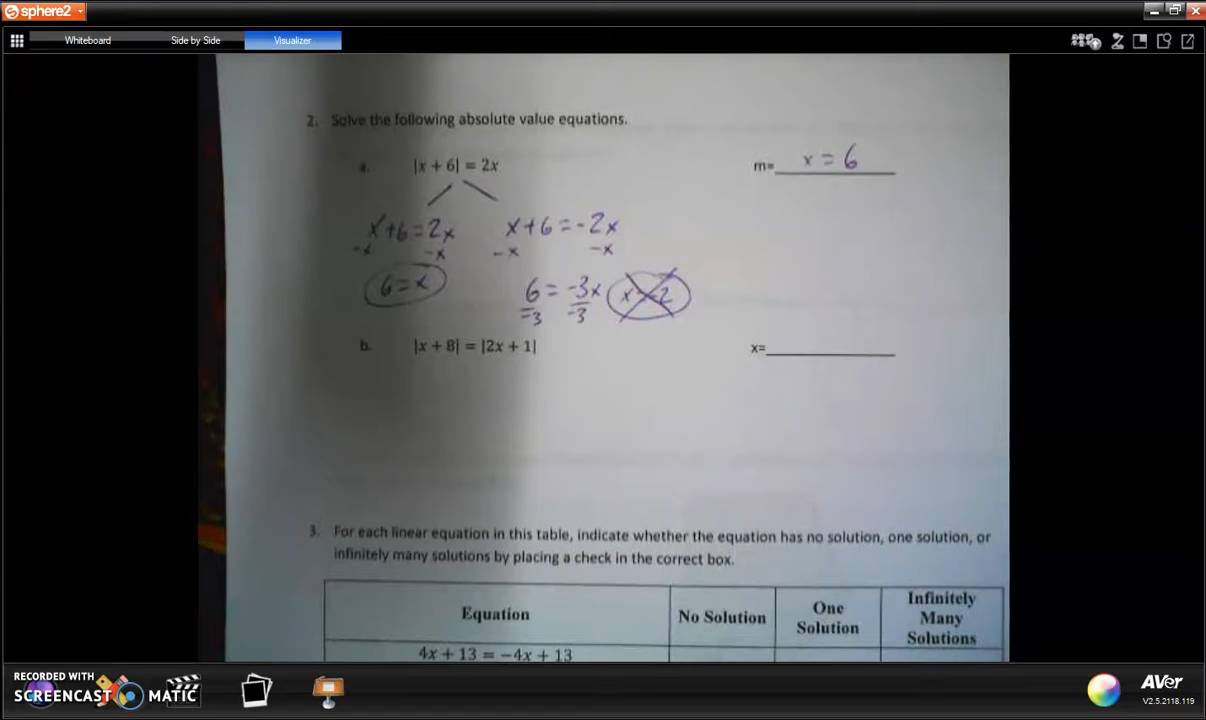 sphere2
Whiteboard Side by Side Visualizer
2. Solve the following absolute value equations.
a. |x + 6| = 2x m= x = 6
x+6=2x x+6=-2x
-x -x -x -x
6=x 6 = -3x x=-2
-3 -3
b. |x + 8| = |2x + 1| x=
3. For each linear equation in this table, indicate whether the equation has no solution, one solution, or
infinitely many solutions by placing a check in the correct box.
Equation No Solution One Solution Infinitely Many Solutions
4x + 13 = -4x + 13
RECORDED WITH
SCREENCAST MATIC
AVer
V2.5.2118.119